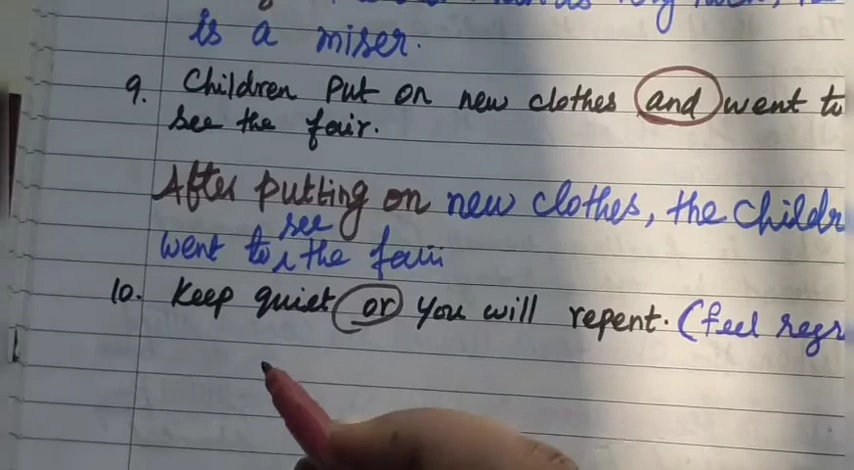 is a miser.
9. Children put on new clothes and went to
see the fair.
After putting on new clothes, the childr
went to see the fair
10. Keep quiet or you will repent. (feel regr